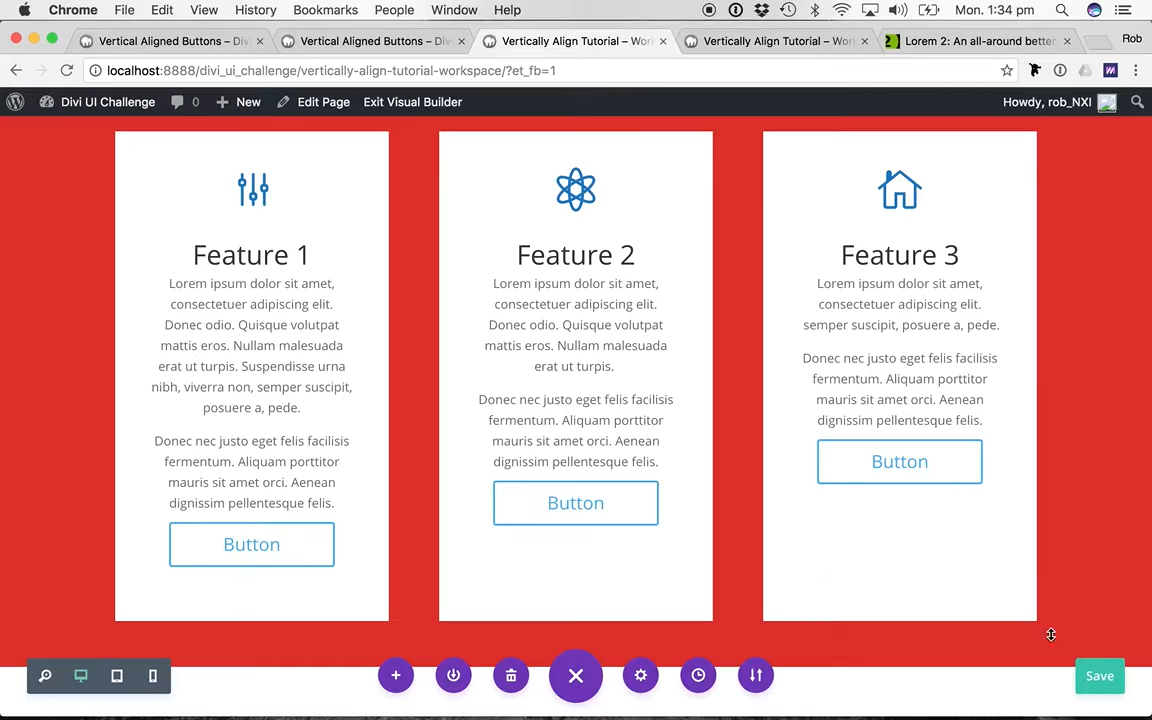 Chrome File Edit View History Bookmarks People Window Help Mon. 1:34 pm
Vertical Aligned Buttons – Div
Vertical Aligned Buttons – Div
Vertically Align Tutorial – Work
Vertically Align Tutorial – Work
Lorem 2: An all-around better
Rob
localhost:8888/divi_ui_challenge/vertically-align-tutorial-workspace/?et_fb=1
Divi UI Challenge 0 New Edit Page Exit Visual Builder Howdy, rob_NXI
Feature 1
Lorem ipsum dolor sit amet,
consectetuer adipiscing elit.
Donec odio. Quisque volutpat
mattis eros. Nullam malesuada
erat ut turpis. Suspendisse urna
nibh, viverra non, semper suscipit,
posuere a, pede.
Donec nec justo eget felis facilisis
fermentum. Aliquam porttitor
mauris sit amet orci. Aenean
dignissim pellentesque felis.
Button
Feature 2
Lorem ipsum dolor sit amet,
consectetuer adipiscing elit.
Donec odio. Quisque volutpat
mattis eros. Nullam malesuada
erat ut turpis.
Donec nec justo eget felis facilisis
fermentum. Aliquam porttitor
mauris sit amet orci. Aenean
dignissim pellentesque felis.
Button
Feature 3
Lorem ipsum dolor sit amet,
consectetuer adipiscing elit.
semper suscipit, posuere a, pede.
Donec nec justo eget felis facilisis
fermentum. Aliquam porttitor
mauris sit amet orci. Aenean
dignissim pellentesque felis.
Button
Save